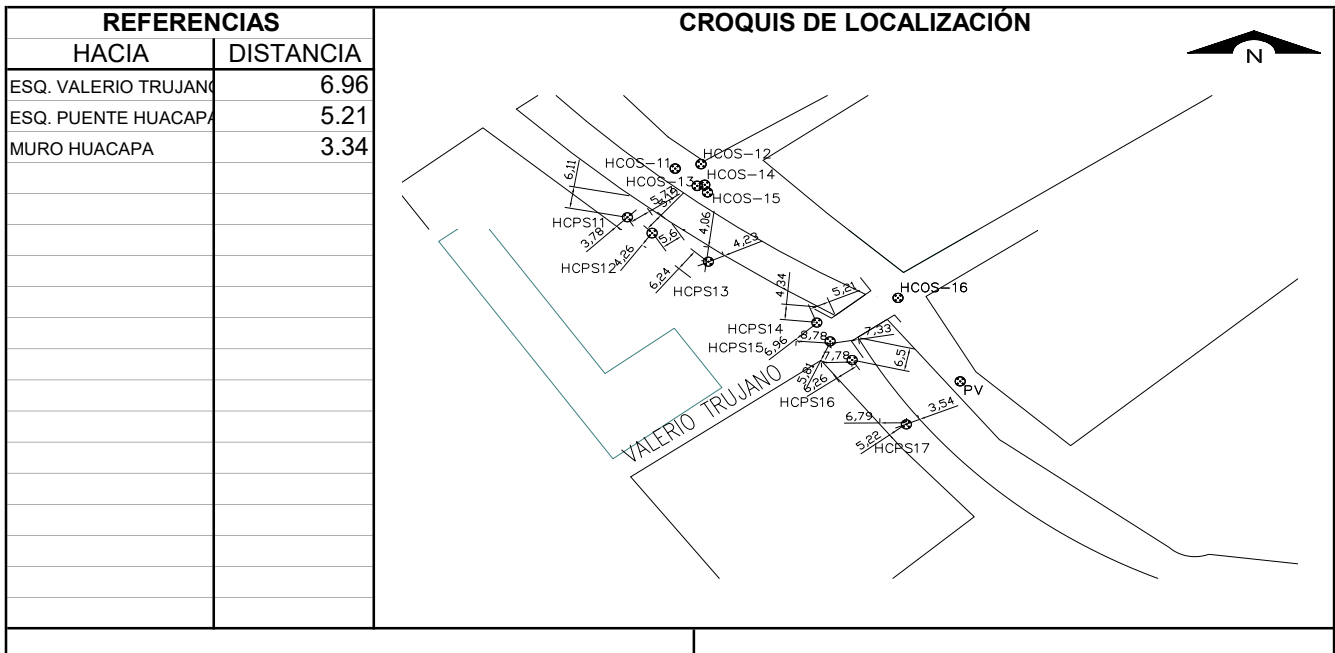 REFERENCIAS
HACIA DISTANCIA
ESQ. VALERIO TRUJANO 6.96
ESQ. PUENTE HUACAPA 5.21
MURO HUACAPA 3.34
CROQUIS DE LOCALIZACIÓN
N
HCOS-11
HCOS-12
HCOS-13
HCOS-14
HCOS-15
6,11
5,72
HCPS11
3,78
4,26
5,6
4,06
4,23
HCPS12
6,24
HCPS13
4,34
5,21
HCOS-16
HCPS14
6,96
8,78
7,33
HCPS15
7,78
6,5
5,81
6,26
HCPS16
PV
VALERIO TRUJANO
6,79
3,54
5,22
HCPS17